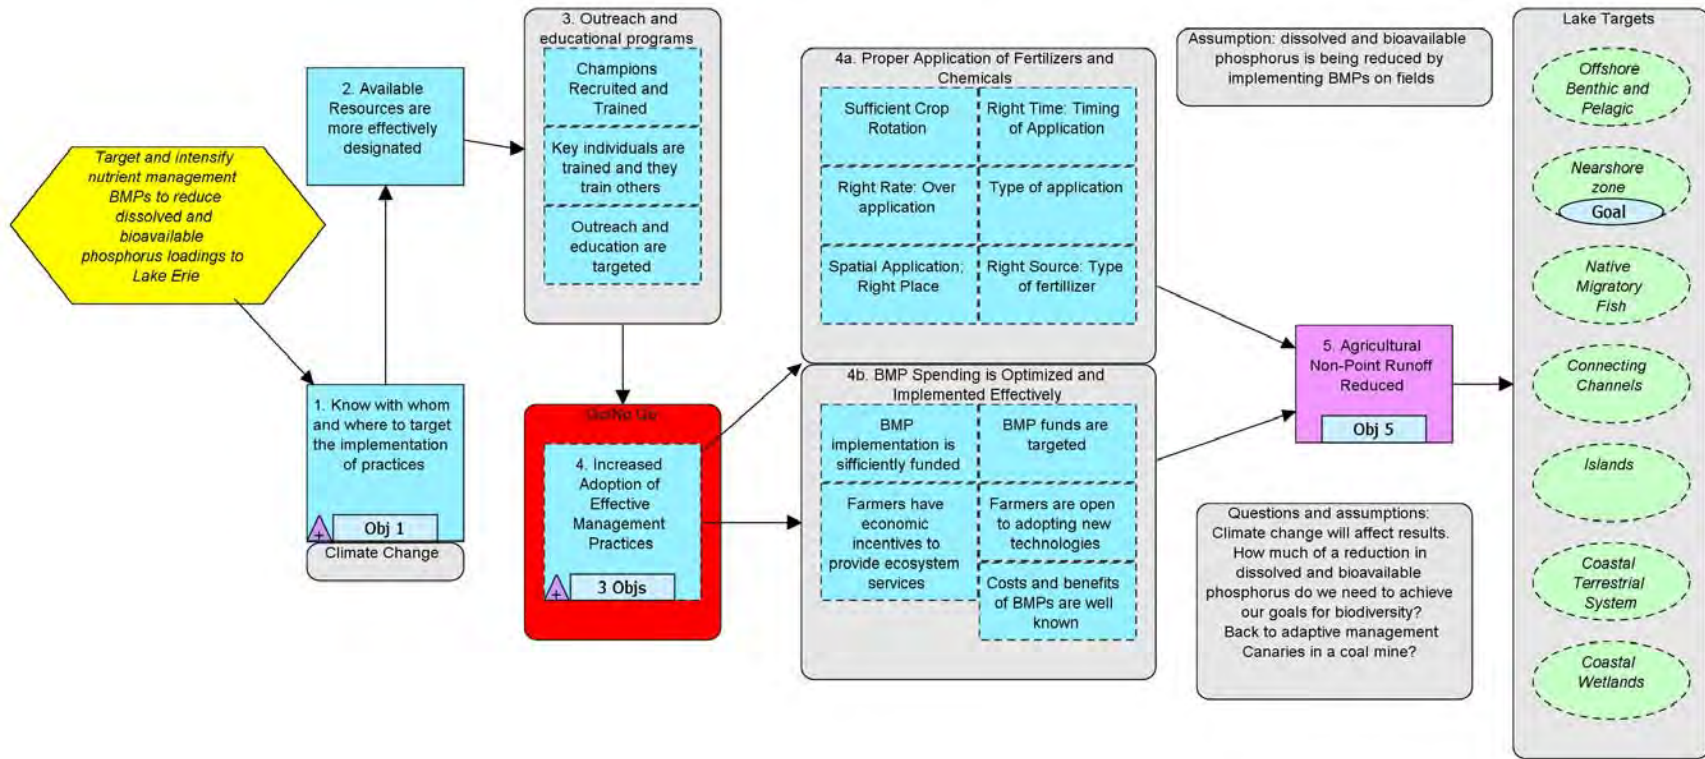 Target and intensify
nutrient management
BMPs to reduce
dissolved and
bioavailable
phosphorus loadings to
Lake Erie
1. Know with whom
and where to target
the implementation
of practices
+
Obj 1
Climate Change
2. Available
Resources are
more effectively
designated
3. Outreach and
educational programs
Champions
Recruited and
Trained
Key individuals are
trained and they
train others
Outreach and
education are
targeted
Go/No Go
4. Increased
Adoption of
Effective
Management
Practices
+
3 Objs
4a. Proper Application of Fertilizers and
Chemicals
Sufficient Crop
Rotation
Right Time: Timing
of Application
Right Rate: Over
application
Type of application
Spatial Application;
Right Place
Right Source: Type
of fertillizer
4b. BMP Spending is Optimized and
Implemented Effectively
BMP
implementation is
sifficiently funded
BMP funds are
targeted
Farmers have
economic
incentives to
provide ecosystem
services
Farmers are open
to adopting new
technologies
Costs and benefits
of BMPs are well
known
Assumption: dissolved and bioavailable
phosphorus is being reduced by
implementing BMPs on fields
5. Agricultural
Non-Point Runoff
Reduced
Obj 5
Questions and assumptions:
Climate change will affect results.
How much of a reduction in
dissolved and bioavailable
phosphorus do we need to achieve
our goals for biodiversity?
Back to adaptive management
Canaries in a coal mine?
Lake Targets
Offshore
Benthic and
Pelagic
Nearshore
zone
Goal
Native
Migratory
Fish
Connecting
Channels
Islands
Coastal
Terrestrial
System
Coastal
Wetlands